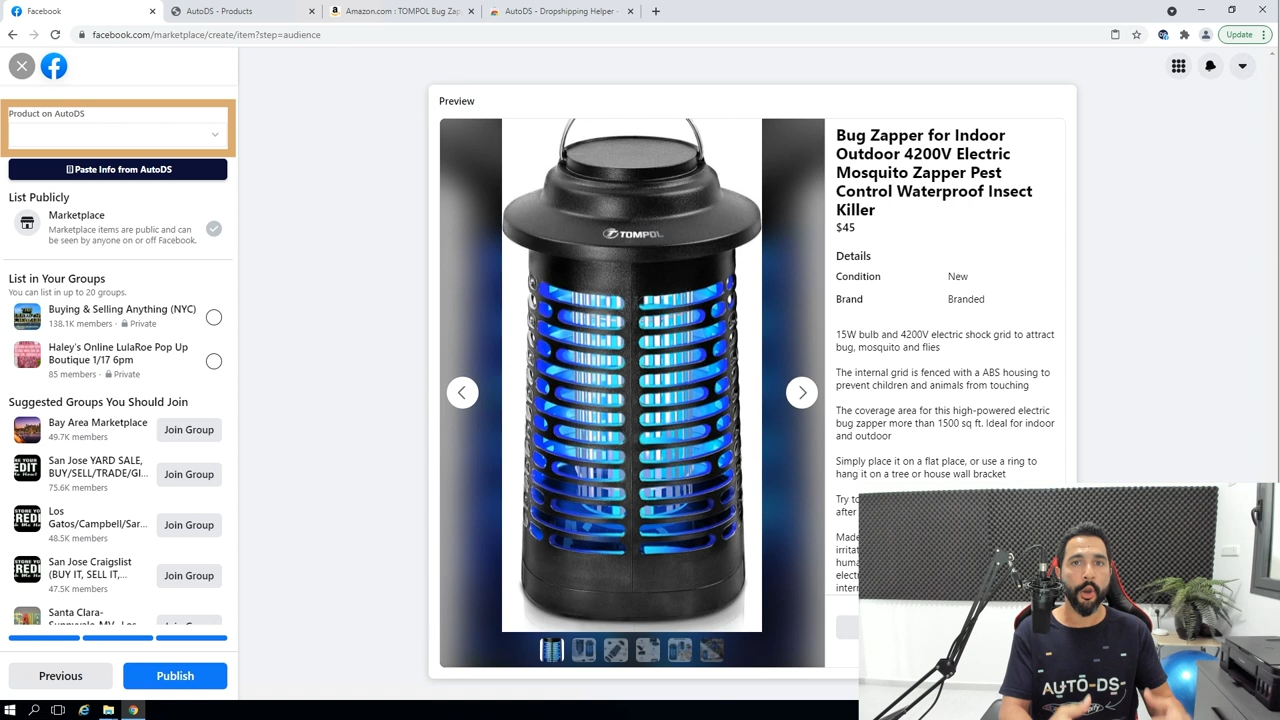 Facebook
AutoDS - Products
Amazon.com : TOMPOL Bug Zap
AutoDS - Dropshipping Helper -
facebook.com/marketplace/create/item?step=audience
Update
Product on AutoDS
Paste Info from AutoDS
List Publicly
Marketplace
Marketplace items are public and can
be seen by anyone on or off Facebook.
List in Your Groups
You can list in up to 20 groups.
Buying & Selling Anything (NYC)
138.1K members · Private
Haley's Online LulaRoe Pop Up
Boutique 1/17 6pm
85 members · Private
Suggested Groups You Should Join
Bay Area Marketplace
49.7K members
Join Group
San Jose YARD SALE,
BUY/SELL/TRADE/GI...
75.6K members
Join Group
Los
Gatos/Campbell/Sar...
48.5K members
Join Group
San Jose Craigslist
(BUY IT, SELL IT,...
47.5K members
Join Group
Santa Clara-
Previous
Publish
Preview
TOMPOL
Bug Zapper for Indoor
Outdoor 4200V Electric
Mosquito Zapper Pest
Control Waterproof Insect
Killer
$45
Details
Condition New
Brand Branded
15W bulb and 4200V electric shock grid to attract
bug, mosquito and flies
The internal grid is fenced with a ABS housing to
prevent children and animals from touching
The coverage area for this high-powered electric
bug zapper more than 1500 sq ft. Ideal for indoor
and outdoor
Simply place it on a flat place, or use a ring to
hang it on a tree or house wall bracket
Try to
after
Made
irrita
huma
electr
intern
AUTO-DS